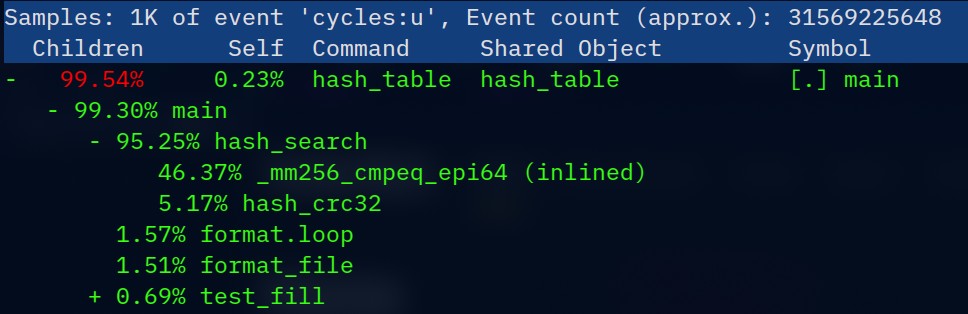 Samples: 1K of event 'cycles:u', Event count (approx.): 31569225648
Children Self Command Shared Object Symbol
- 99.54% 0.23% hash_table hash_table [.] main
- 99.30% main
- 95.25% hash_search
46.37% _mm256_cmpeq_epi64 (inlined)
5.17% hash_crc32
1.57% format.loop
1.51% format_file
+ 0.69% test_fill